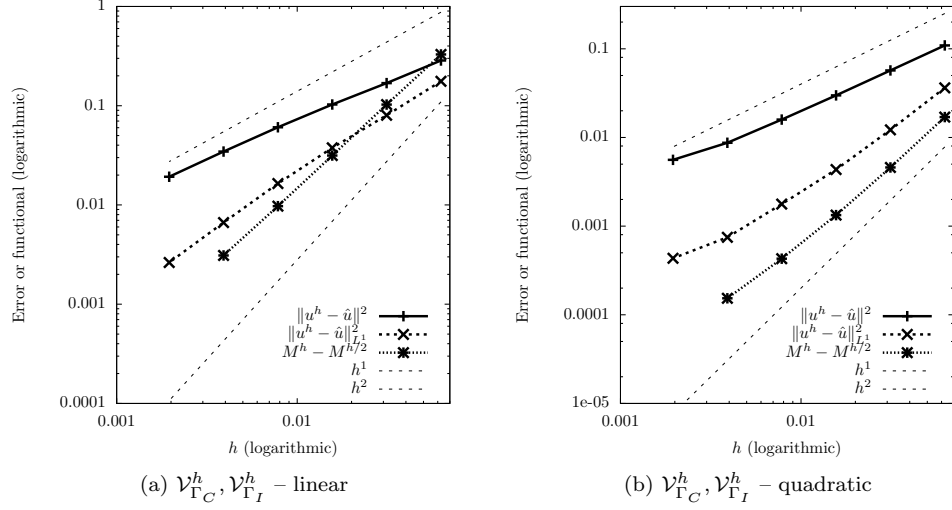 1
0.1
0.01
0.001
0.0001
Error or functional (logarithmic)
‖u^h − û‖²
‖u^h − û‖²_{L¹}
M^h − M^{h/2}
h¹
h²
0.001 0.01
h (logarithmic)
(a) 𝒱^h_{Γ_C}, 𝒱^h_{Γ_I} – linear
0.1
0.01
0.001
0.0001
1e-05
Error or functional (logarithmic)
‖u^h − û‖²
‖u^h − û‖²_{L¹}
M^h − M^{h/2}
h¹
h²
0.001 0.01
h (logarithmic)
(b) 𝒱^h_{Γ_C}, 𝒱^h_{Γ_I} – quadratic